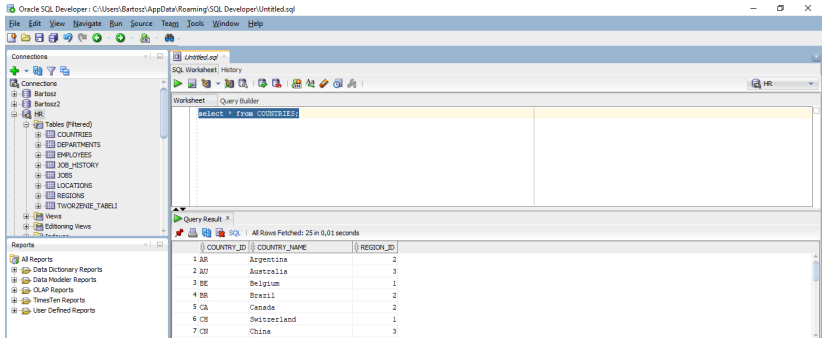 Oracle SQL Developer : C:\Users\Bartosz\AppData\Roaming\SQL Developer\Untitled.sql
File Edit View Navigate Run Source Team Tools Window Help
Connections
Connections
Bartosz
Bartosz2
HR
Tables (Filtered)
COUNTRIES
DEPARTMENTS
EMPLOYEES
JOB_HISTORY
JOBS
LOCATIONS
REGIONS
TWORZENIE_TABELI
Views
Editioning Views
Indexes
Reports
All Reports
Data Dictionary Reports
Data Modeler Reports
OLAP Reports
TimesTen Reports
User Defined Reports
Untitled.sql
SQL Worksheet History
HR
Worksheet Query Builder
select * from COUNTRIES;
Query Result
SQL | All Rows Fetched: 25 in 0,01 seconds
COUNTRY_ID COUNTRY_NAME REGION_ID
1 AR Argentina 2
2 AU Australia 3
3 BE Belgium 1
4 BR Brazil 2
5 CA Canada 2
6 CH Switzerland 1
7 CN China 3